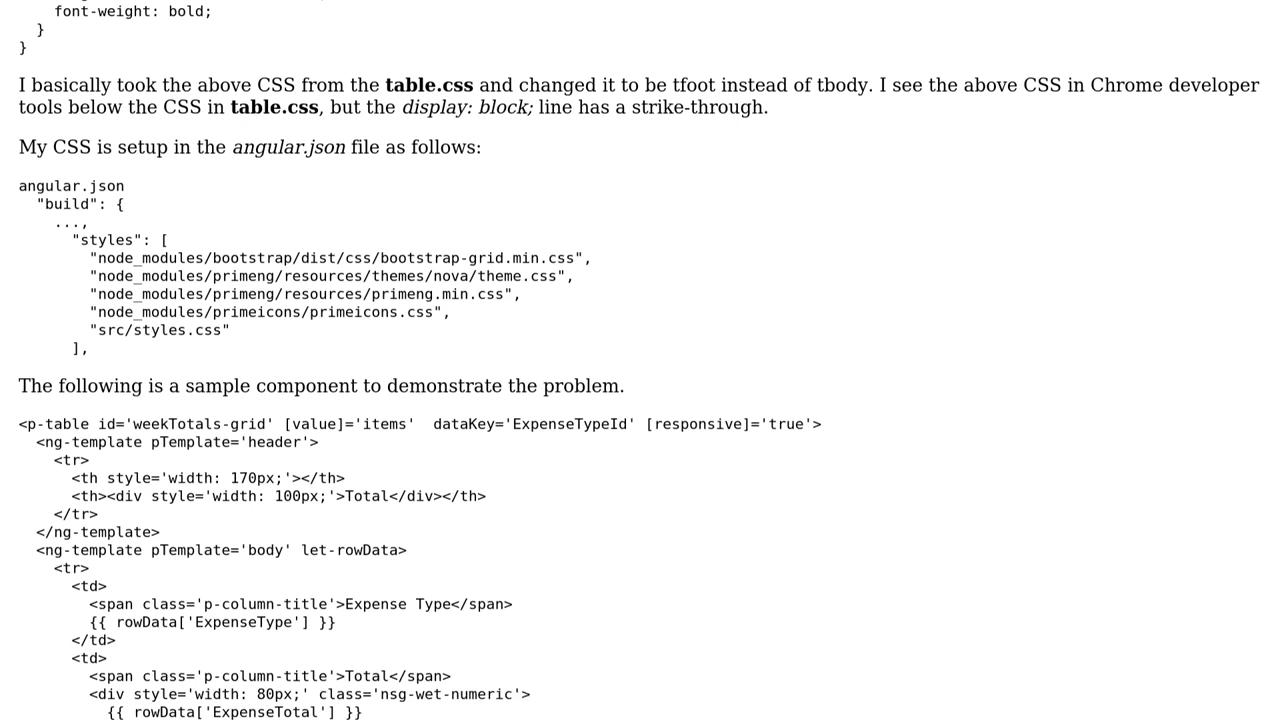 font-weight: bold;
}
}
I basically took the above CSS from the table.css and changed it to be tfoot instead of tbody. I see the above CSS in Chrome developer
tools below the CSS in table.css, but the display: block; line has a strike-through.
My CSS is setup in the angular.json file as follows:
angular.json
"build": {
...,
"styles": [
"node_modules/bootstrap/dist/css/bootstrap-grid.min.css",
"node_modules/primeng/resources/themes/nova/theme.css",
"node_modules/primeng/resources/primeng.min.css",
"node_modules/primeicons/primeicons.css",
"src/styles.css"
],
The following is a sample component to demonstrate the problem.
<p-table id='weekTotals-grid' [value]='items'  dataKey='ExpenseTypeId' [responsive]='true'>
<ng-template pTemplate='header'>
<tr>
<th style='width: 170px;'></th>
<th><div style='width: 100px;'>Total</div></th>
</tr>
</ng-template>
<ng-template pTemplate='body' let-rowData>
<tr>
<td>
<span class='p-column-title'>Expense Type</span>
{{ rowData['ExpenseType'] }}
</td>
<td>
<span class='p-column-title'>Total</span>
<div style='width: 80px;' class='nsg-wet-numeric'>
{{ rowData['ExpenseTotal'] }}